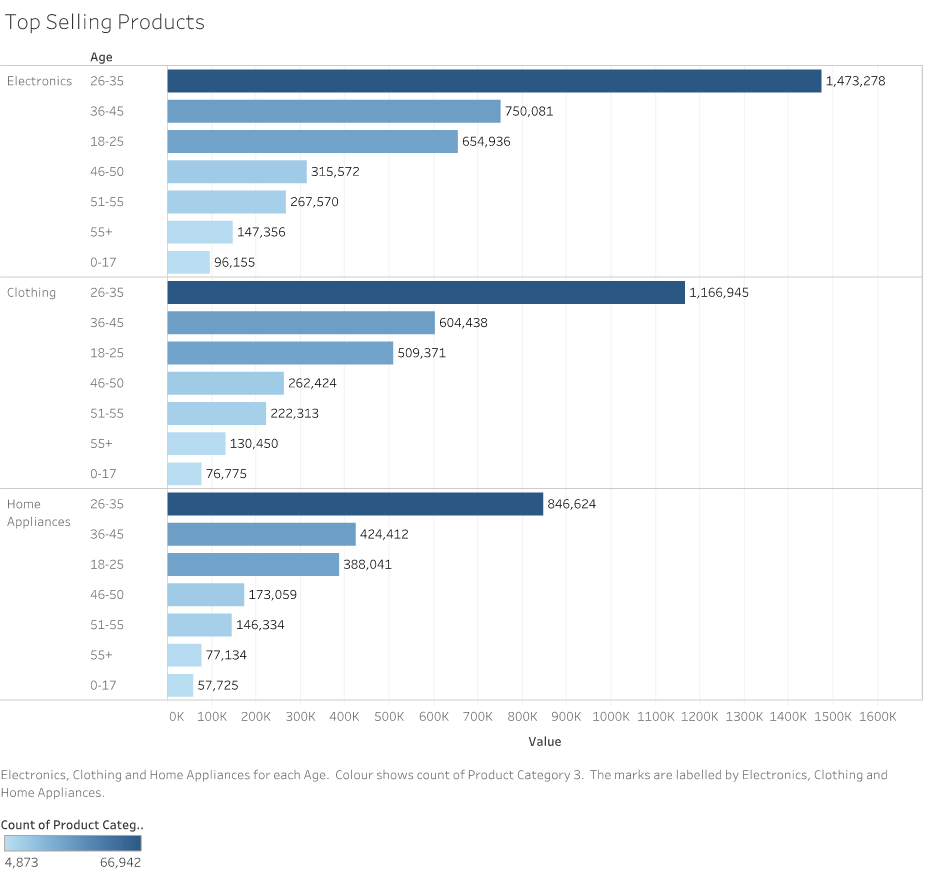 Top Selling Products
Age
Electronics 26-35 1,473,278
36-45 750,081
18-25 654,936
46-50 315,572
51-55 267,570
55+ 147,356
0-17 96,155
Clothing 26-35 1,166,945
36-45 604,438
18-25 509,371
46-50 262,424
51-55 222,313
55+ 130,450
0-17 76,775
Home Appliances 26-35 846,624
36-45 424,412
18-25 388,041
46-50 173,059
51-55 146,334
55+ 77,134
0-17 57,725
0K 100K 200K 300K 400K 500K 600K 700K 800K 900K 1000K 1100K 1200K 1300K 1400K 1500K 1600K
Value
Electronics, Clothing and Home Appliances for each Age.  Colour shows count of Product Category 3.  The marks are labelled by Electronics, Clothing and
Home Appliances.
Count of Product Categ..
4,873 66,942